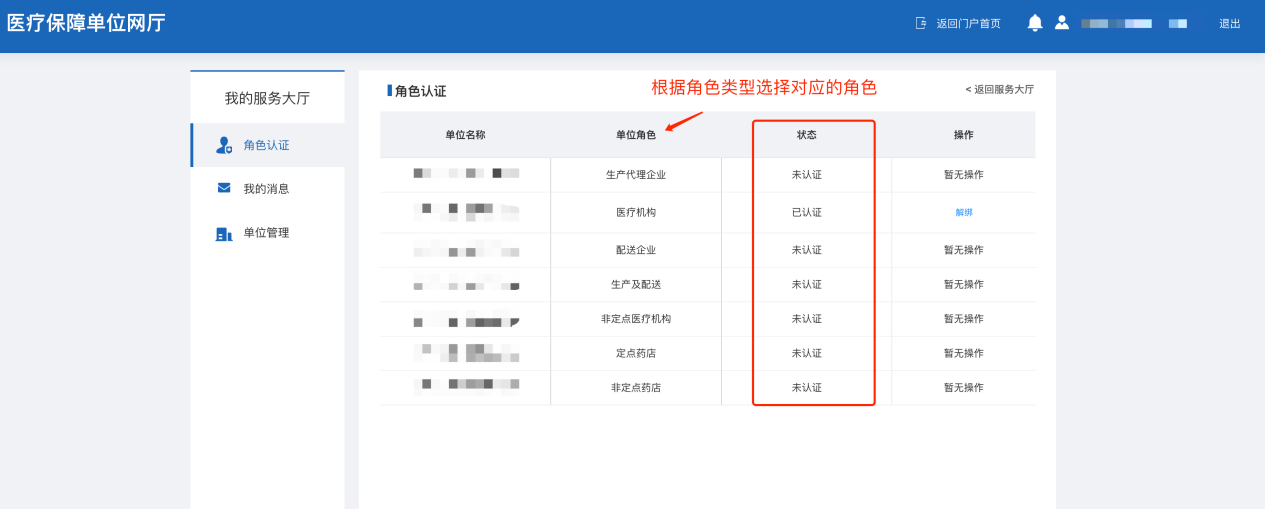 医疗保障单位网厅
返回门户首页
退出
我的服务大厅
角色认证
我的消息
单位管理
角色认证
根据角色类型选择对应的角色
< 返回服务大厅
单位名称 单位角色 状态 操作
生产代理企业 未认证 暂无操作
医疗机构 已认证 解绑
配送企业 未认证 暂无操作
生产及配送 未认证 暂无操作
非定点医疗机构 未认证 暂无操作
定点药店 未认证 暂无操作
非定点药店 未认证 暂无操作